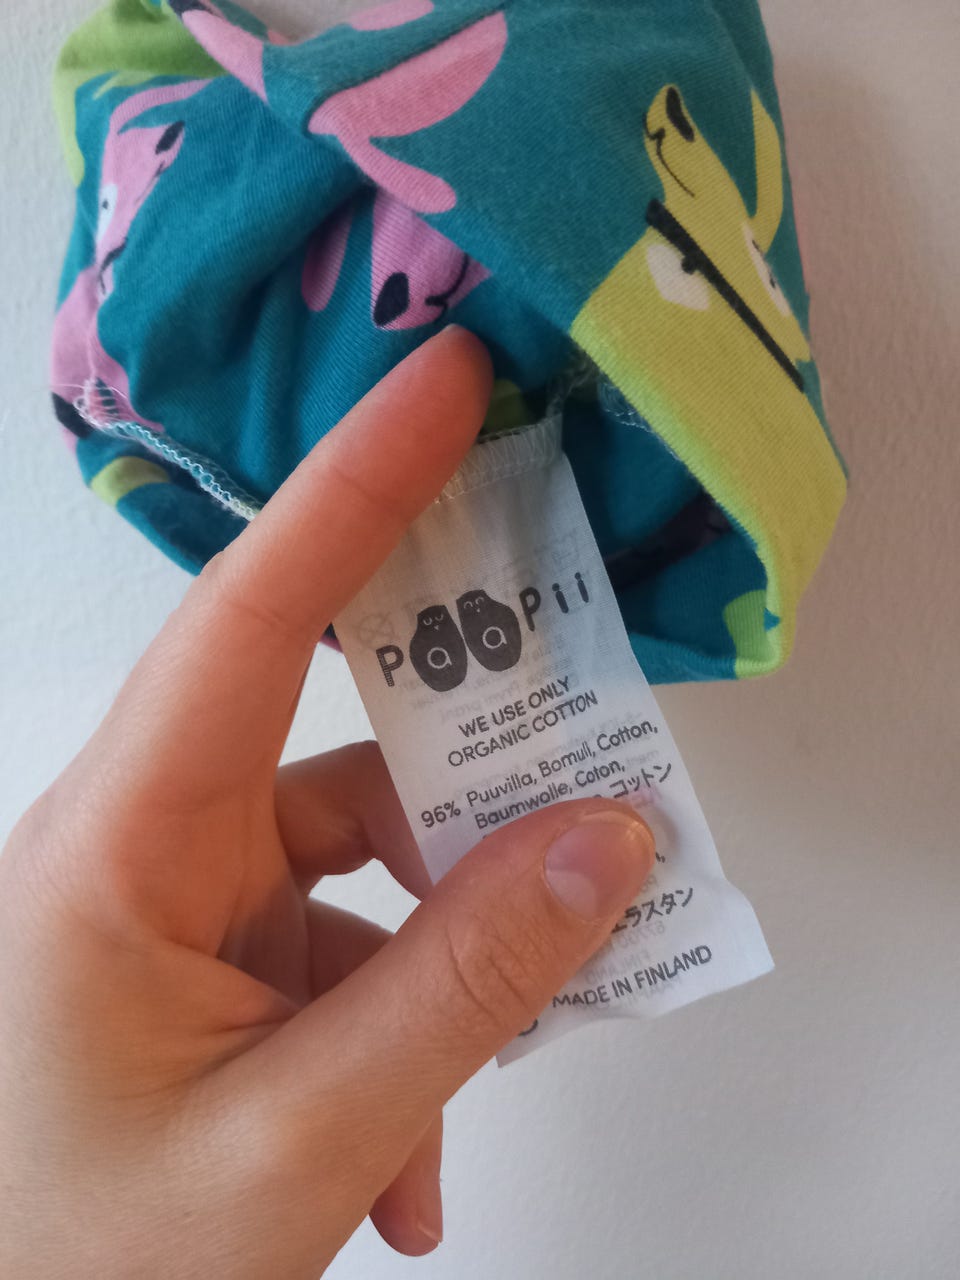 Paapii
WE USE ONLY
ORGANIC COTTON
96% Puuvilla, Bomull, Cotton,
Baumwolle, Coton,
コットン
エラスタン
MADE IN FINLAND